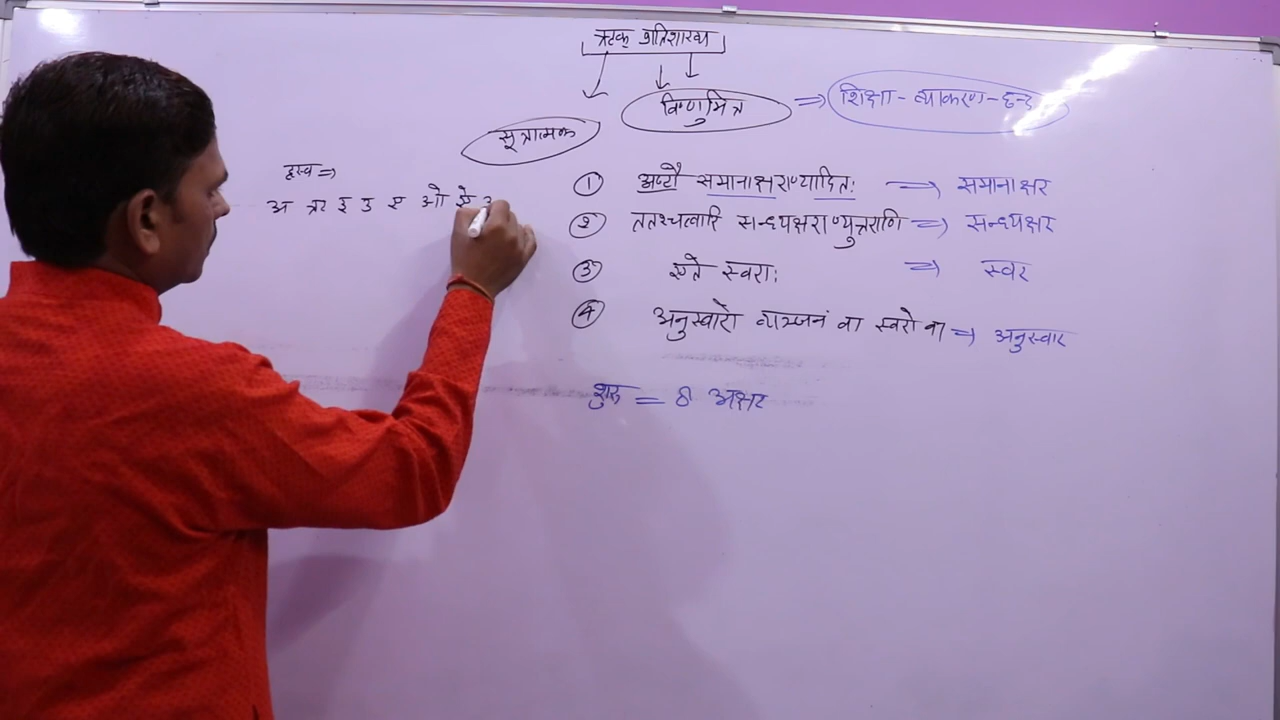 ऋक् प्रातिशाख्य
विष्णुमित्र => शिक्षा - व्याकरण - छन्द
सूत्रात्मक
ह्रस्व =>
अ ऋ इ उ ए ओ ऐ
① अष्टौ समानाक्षराण्यादितः => समानाक्षर
② ततश्चत्वारि सन्ध्यक्षराण्युत्तराणि => सन्ध्यक्षर
③ एते स्वराः => स्वर
④ अनुस्वारो व्यञ्जनं वा स्वरो वा => अनुस्वार
शुरु = 8 अक्षर